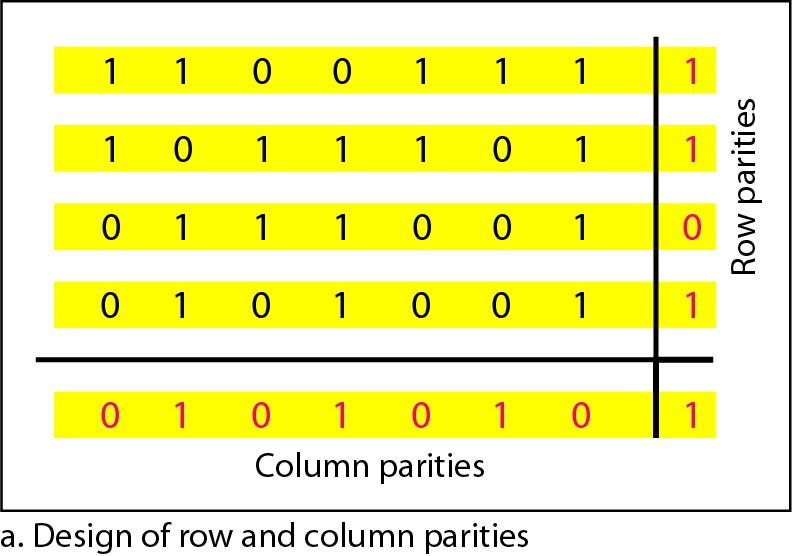 1 1 0 0 1 1 1 1
1 0 1 1 1 0 1 1
0 1 1 1 0 0 1 0
0 1 0 1 0 0 1 1
0 1 0 1 0 1 0 1
Row parities
Column parities
a. Design of row and column parities